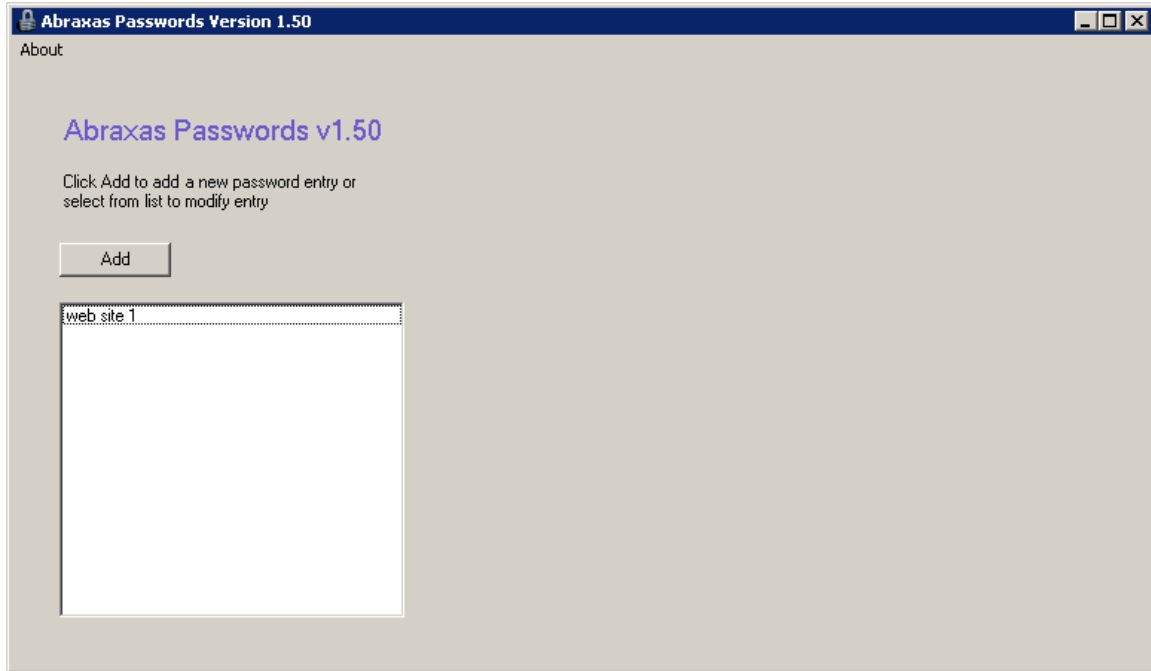 Abraxas Passwords Version 1.50
About
Abraxas Passwords v1.50
Click Add to add a new password entry or
select from list to modify entry
Add
web site 1